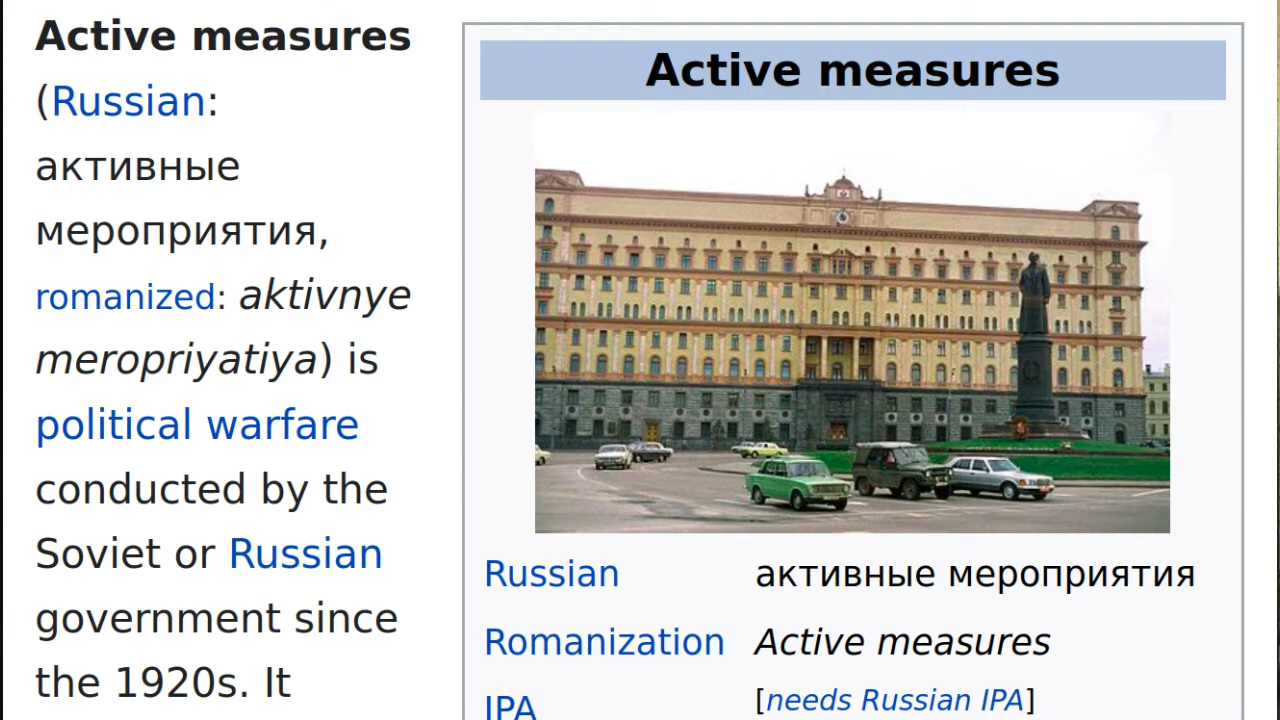 Active measures
(Russian:
активные
мероприятия,
romanized: aktivnye
meropriyatiya) is
political warfare
conducted by the
Soviet or Russian
government since
the 1920s. It
Active measures
Russian активные мероприятия
Romanization Active measures
IPA [needs Russian IPA]